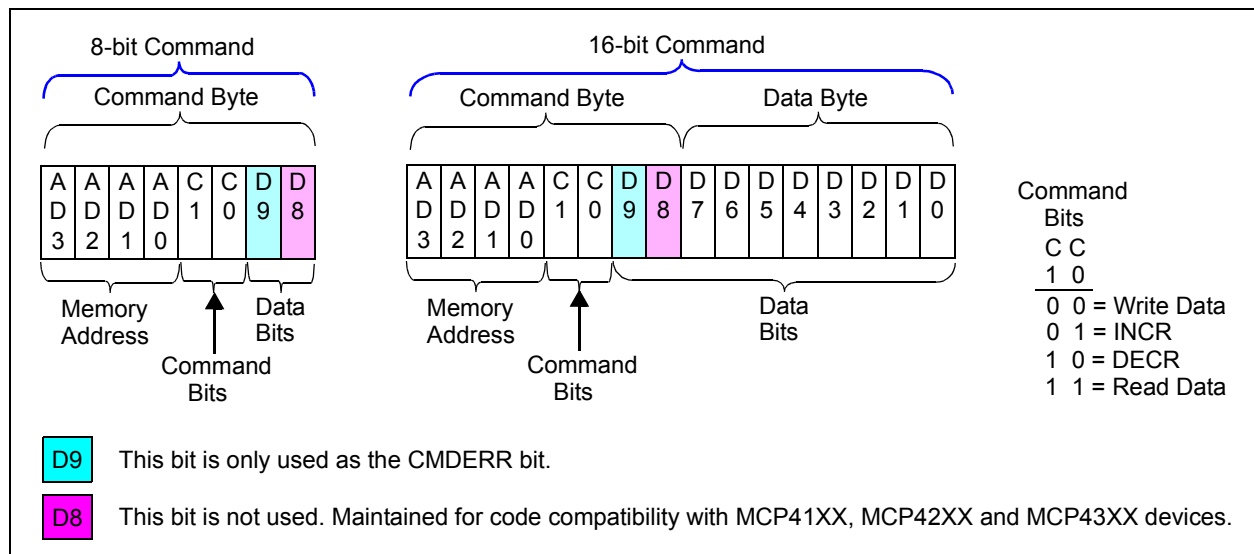 8-bit Command
16-bit Command
Command Byte
Command Byte
Data Byte
A A A A C C D D
D D D D 1 0 9 8
3 2 1 0
A A A A C C D D D D D D D D D D
D D D D 1 0 9 8 7 6 5 4 3 2 1 0
3 2 1 0
Memory
Address
Data
Bits
Command
Bits
Memory
Address
Data
Bits
Command
Bits
Command
Bits
C C
1 0
0 0 = Write Data
0 1 = INCR
1 0 = DECR
1 1 = Read Data
D9 This bit is only used as the CMDERR bit.
D8 This bit is not used. Maintained for code compatibility with MCP41XX, MCP42XX and MCP43XX devices.